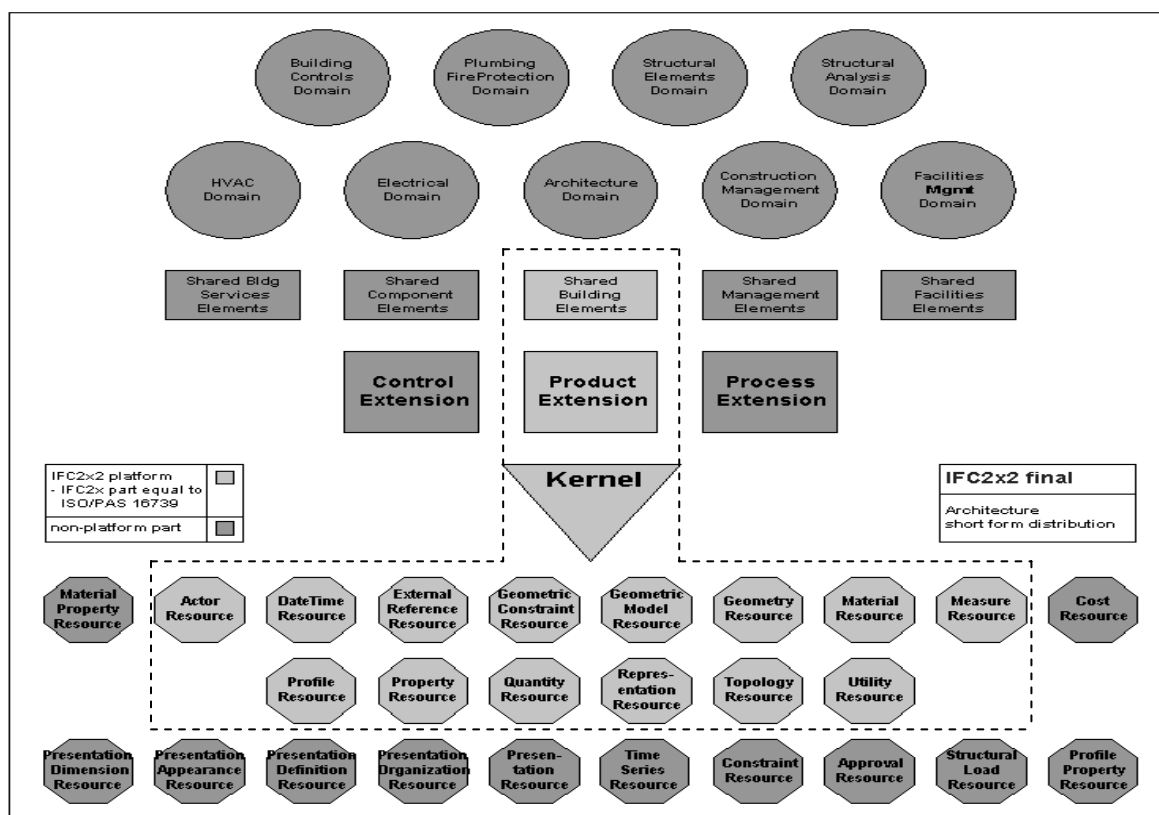 Building
Controls
Domain
Plumbing
FireProtection
Domain
Structural
Elements
Domain
Structural
Analysis
Domain
HVAC
Domain
Electrical
Domain
Architecture
Domain
Construction
Management
Domain
Facilities
Mgmt
Domain
Shared Bldg
Services
Elements
Shared
Component
Elements
Shared
Building
Elements
Shared
Management
Elements
Shared
Facilities
Elements
Control
Extension
Product
Extension
Process
Extension
Kernel
IFC2x2 platform
- IFC2x part equal to
ISO/PAS 16739
non-platform part
IFC2x2 final
Architecture
short form distribution
Material
Property
Resource
Actor
Resource
DateTime
Resource
External
Reference
Resource
Geometric
Constraint
Resource
Geometric
Model
Resource
Geometry
Resource
Material
Resource
Measure
Resource
Cost
Resource
Profile
Resource
Property
Resource
Quantity
Resource
Repres-
entation
Resource
Topology
Resource
Utility
Resource
Presentation
Dimension
Resource
Presentation
Appearance
Resource
Presentation
Definition
Resource
Presentation
Organization
Resource
Presen-
tation
Resource
Time
Series
Resource
Constraint
Resource
Approval
Resource
Structural
Load
Resource
Profile
Property
Resource